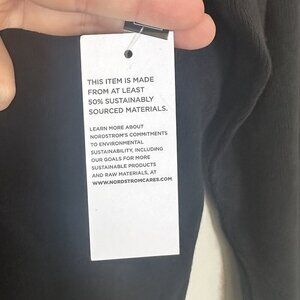 THIS ITEM IS MADE
FROM AT LEAST
50% SUSTAINABLY
SOURCED MATERIALS.
LEARN MORE ABOUT
NORDSTROM'S COMMITMENTS
TO ENVIRONMENTAL
SUSTAINABILITY, INCLUDING
OUR GOALS FOR MORE
SUSTAINABLE PRODUCTS
AND RAW MATERIALS, AT
WWW.NORDSTROMCARES.COM